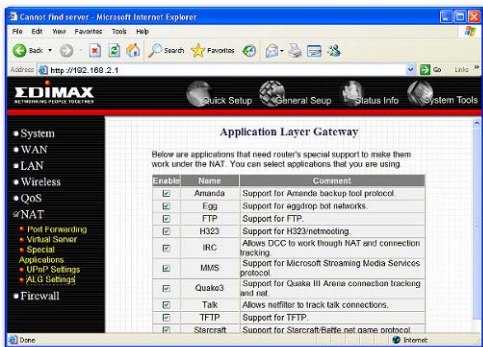 Cannot find server - Microsoft Internet Explorer
File Edit View Favorites Tools Help
Back Search Favorites
Address http://192.168.2.1 Go Links »
EDIMAX
NETWORKING PEOPLE TOGETHER
Quick Setup General Seup Status Info System Tools
System
WAN
LAN
Wireless
QoS
NAT
Port Forwarding
Virtual Server
Special
Applications
UPnP Settings
ALG Settings
Firewall
Application Layer Gateway
Below are applications that need router's special support to make them
work under the NAT. You can select applications that you are using.
Enable Name Comment
Amanda Support for Amanda backup tool protocol.
Egg Support for eggdrop bot networks.
FTP Support for FTP.
H323 Support for H323/netmeeting.
IRC Allows DCC to work though NAT and connection
tracking.
MMS Support for Microsoft Streaming Media Services
protocol.
Quake3 Support for Quake III Arena connection tracking
and nat.
Talk Allows netfilter to track talk connections.
TFTP Support for TFTP.
Starcraft Support for Starcraft/Battle.net game protocol.
Done Internet